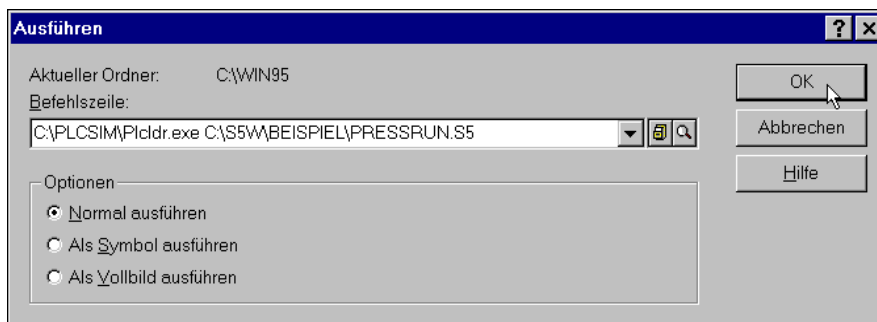 Ausführen
Aktueller Ordner: C:\WIN95
Befehlszeile:
C:\PLCSIM\Plcldr.exe C:\S5W\BEISPIEL\PRESSRUN.S5
OK
Abbrechen
Hilfe
Optionen
Normal ausführen
Als Symbol ausführen
Als Vollbild ausführen